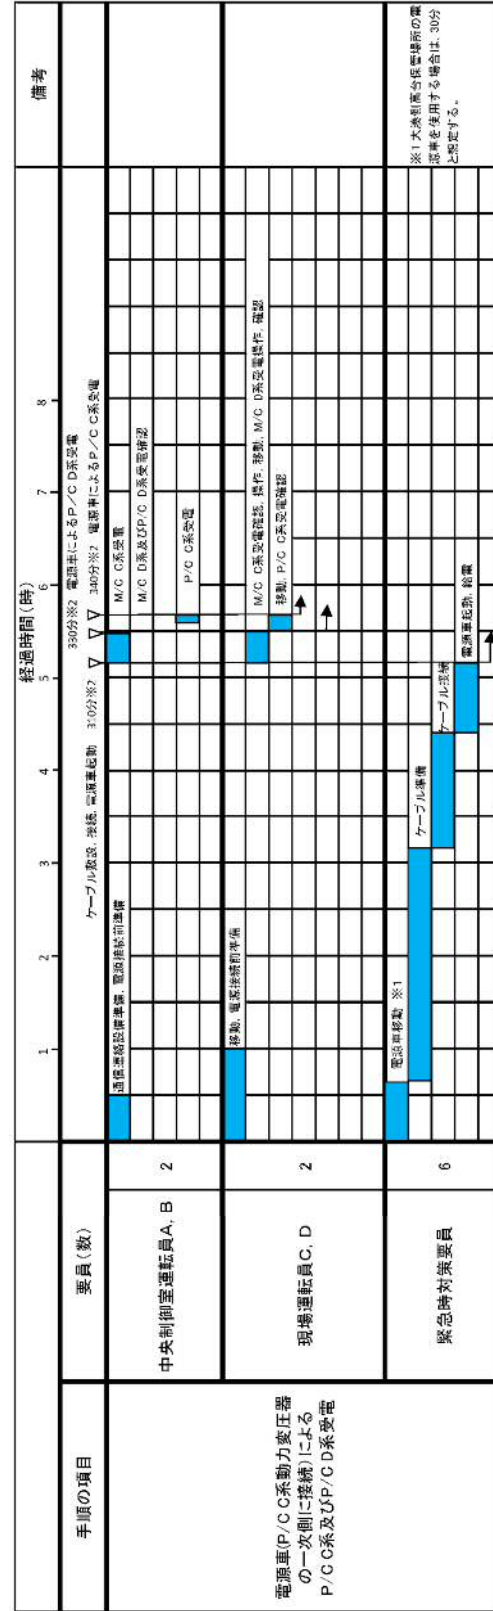 手順の項目
要員(数)
経過時間(時)
備考
1
2
3
4
5
6
7
8
330分※2 電源車によるP/C D系受電
340分※2 電源車によるP/C C系受電
ケーブル敷設, 接続, 電源車起動 310分※2
電源車(P/C C系動力変圧器
の一次側に接続)による
P/C C系及びP/C D系受電
中央制御室運転員A, B
2
通信連絡設備準備, 電源接続前準備
M/C C系受電
M/C D系及びP/C D系受電確認
P/C C系受電
現場運転員C, D
2
移動, 電源接続前準備
M/C C系受電確認, 操作, 移動, M/C D系受電操作, 確認
移動, P/C C系受電確認
緊急時対策要員
6
電源車移動 ※1
ケーブル準備
ケーブル接続
電源車起動, 給電
※1 大湊側高台保管場所の電
源車を使用する場合は, 30分
と想定する。